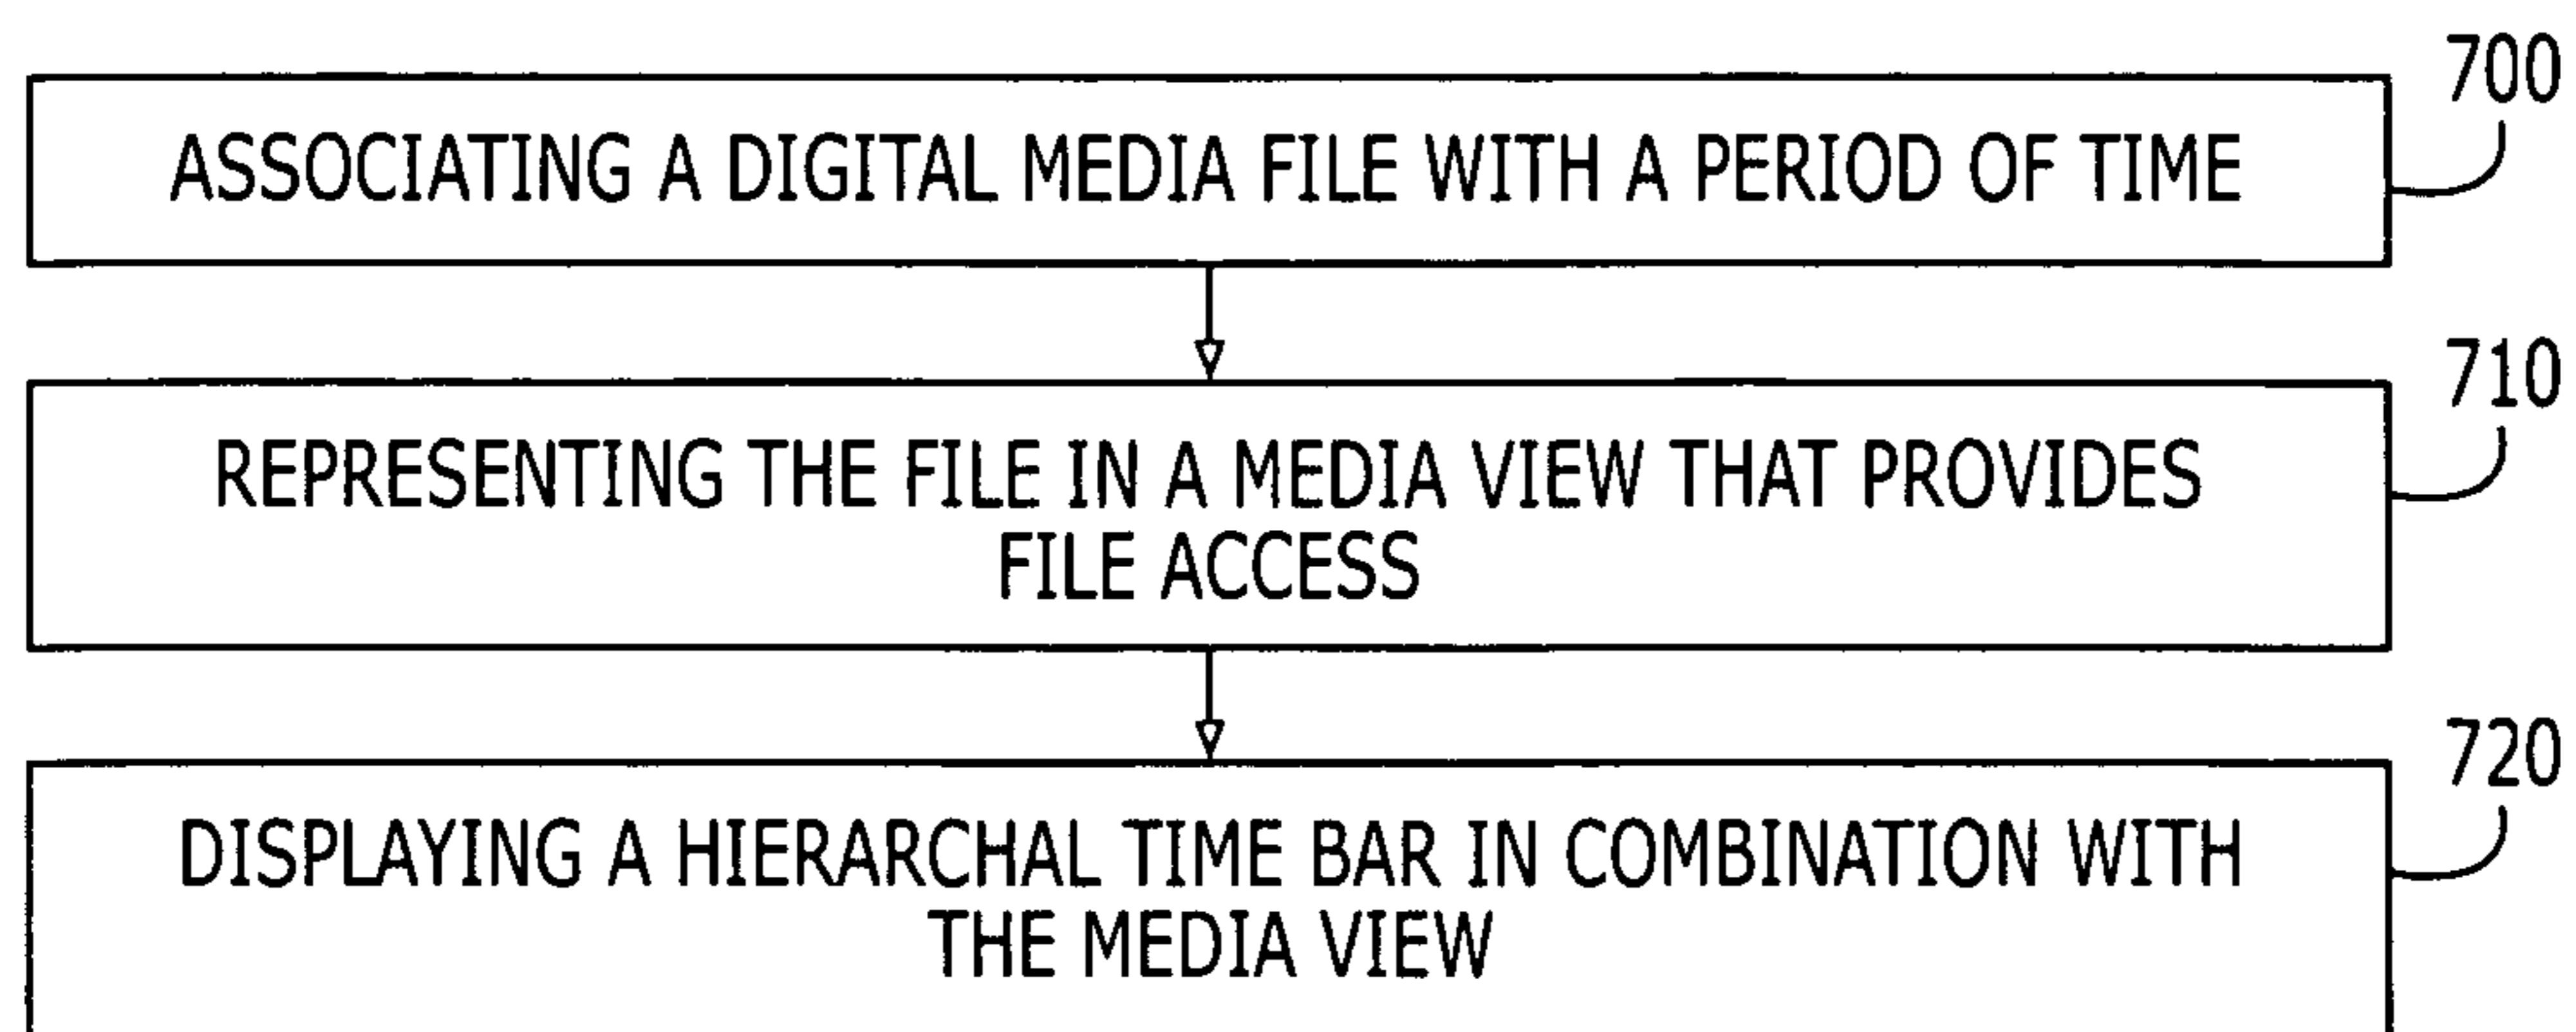 700
ASSOCIATING A DIGITAL MEDIA FILE WITH A PERIOD OF TIME
710
REPRESENTING THE FILE IN A MEDIA VIEW THAT PROVIDES
FILE ACCESS
720
DISPLAYING A HIERARCHAL TIME BAR IN COMBINATION WITH
THE MEDIA VIEW